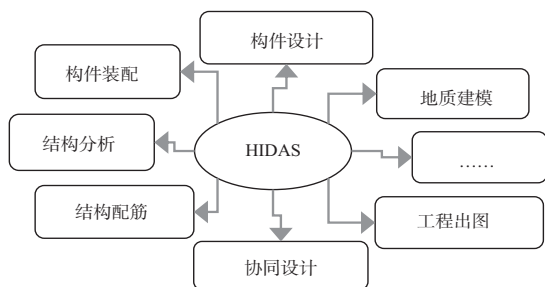 构件设计
构件装配
地质建模
结构分析
HIDAS
……
结构配筋
工程出图
协同设计